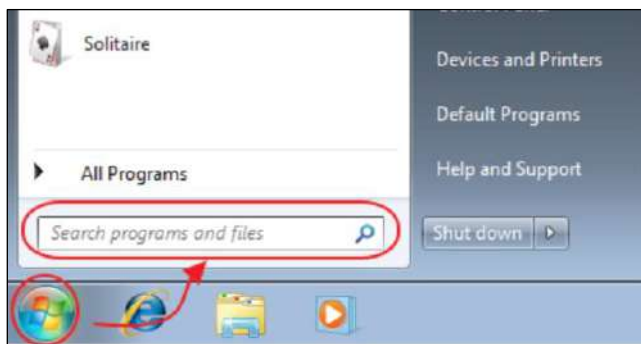 Solitaire
All Programs
Search programs and files
Devices and Printers
Default Programs
Help and Support
Shut down